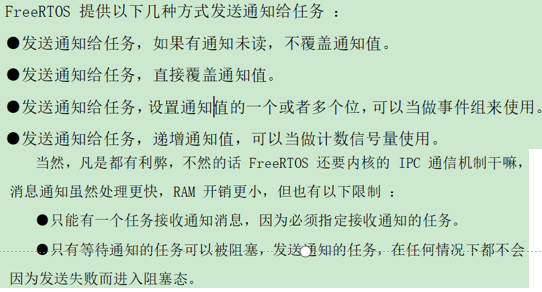 FreeRTOS 提供以下几种方式发送通知给任务 ：
●发送通知给任务，如果有通知未读，不覆盖通知值。
●发送通知给任务，直接覆盖通知值。
●发送通知给任务，设置通知值的一个或者多个位，可以当做事件组来使用。
●发送通知给任务，递增通知值，可以当做计数信号量使用。
当然，凡是都有利弊，不然的话 FreeRTOS 还要内核的 IPC 通信机制干嘛，
消息通知虽然处理更快，RAM 开销更小，但也有以下限制 ：
●只能有一个任务接收通知消息，因为必须指定接收通知的任务。
●只有等待通知的任务可以被阻塞，发送通知的任务，在任何情况下都不会
因为发送失败而进入阻塞态。